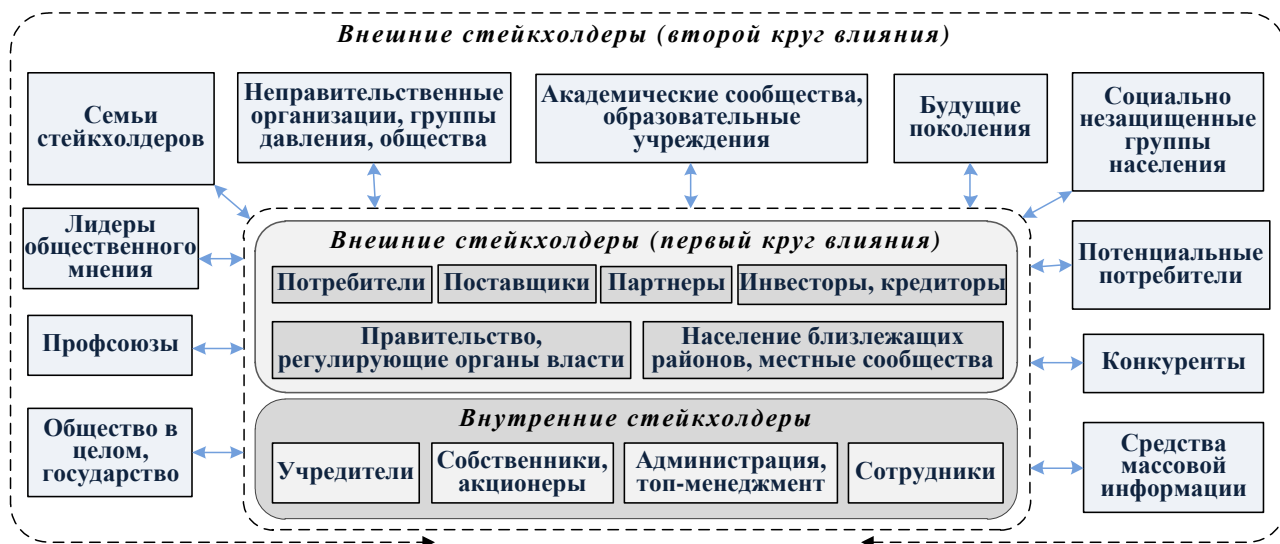 Внешние стейкхолдеры (второй круг влияния)
Семьи
стейкхолдеров
Неправительственные
организации, группы
давления, общества
Академические сообщества,
образовательные
учреждения
Будущие
поколения
Социально
незащищенные
группы
населения
Лидеры
общественного
мнения
Профсоюзы
Общество в
целом,
государство
Внешние стейкхолдеры (первый круг влияния)
Потребители
Поставщики
Партнеры
Инвесторы, кредиторы
Правительство,
регулирующие органы власти
Население близлежащих
районов, местные сообщества
Внутренние стейкхолдеры
Учредители
Собственники,
акционеры
Администрация,
топ-менеджмент
Сотрудники
Потенциальные
потребители
Конкуренты
Средства
массовой
информации